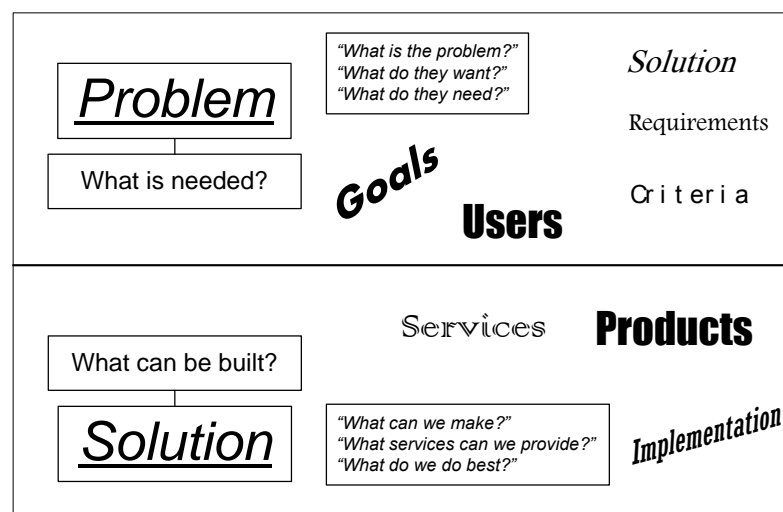 Problem
What is needed?
“What is the problem?”
“What do they want?”
“What do they need?”
Goals
Users
Solution
Requirements
Criteria
What can be built?
Solution
Services
Products
“What can we make?”
“What services can we provide?”
“What do we do best?”
Implementation